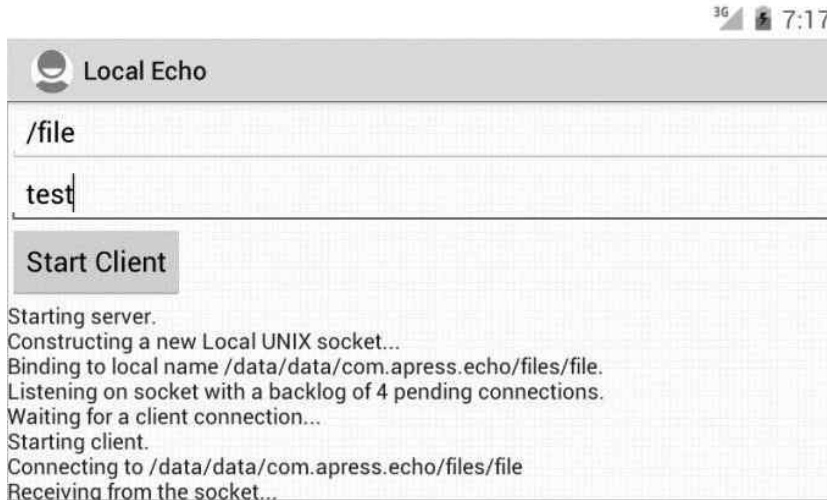 3G 7:17
Local Echo
/file
test
Start Client
Starting server.
Constructing a new Local UNIX socket...
Binding to local name /data/data/com.apress.echo/files/file.
Listening on socket with a backlog of 4 pending connections.
Waiting for a client connection...
Starting client.
Connecting to /data/data/com.apress.echo/files/file
Receiving from the socket...